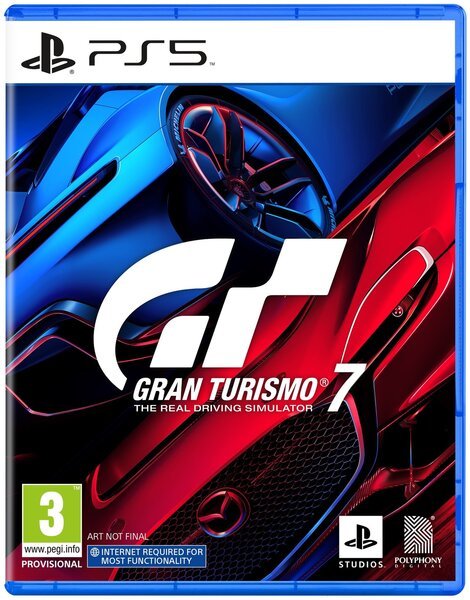 PS5
MICHELIN
GT
GRAN TURISMO® 7
THE REAL DRIVING SIMULATOR
3
www.pegi.info
PROVISIONAL
ART NOT FINAL
INTERNET REQUIRED FOR
MOST FUNCTIONALITY
STUDIOS
POLYPHONY
DIGITAL